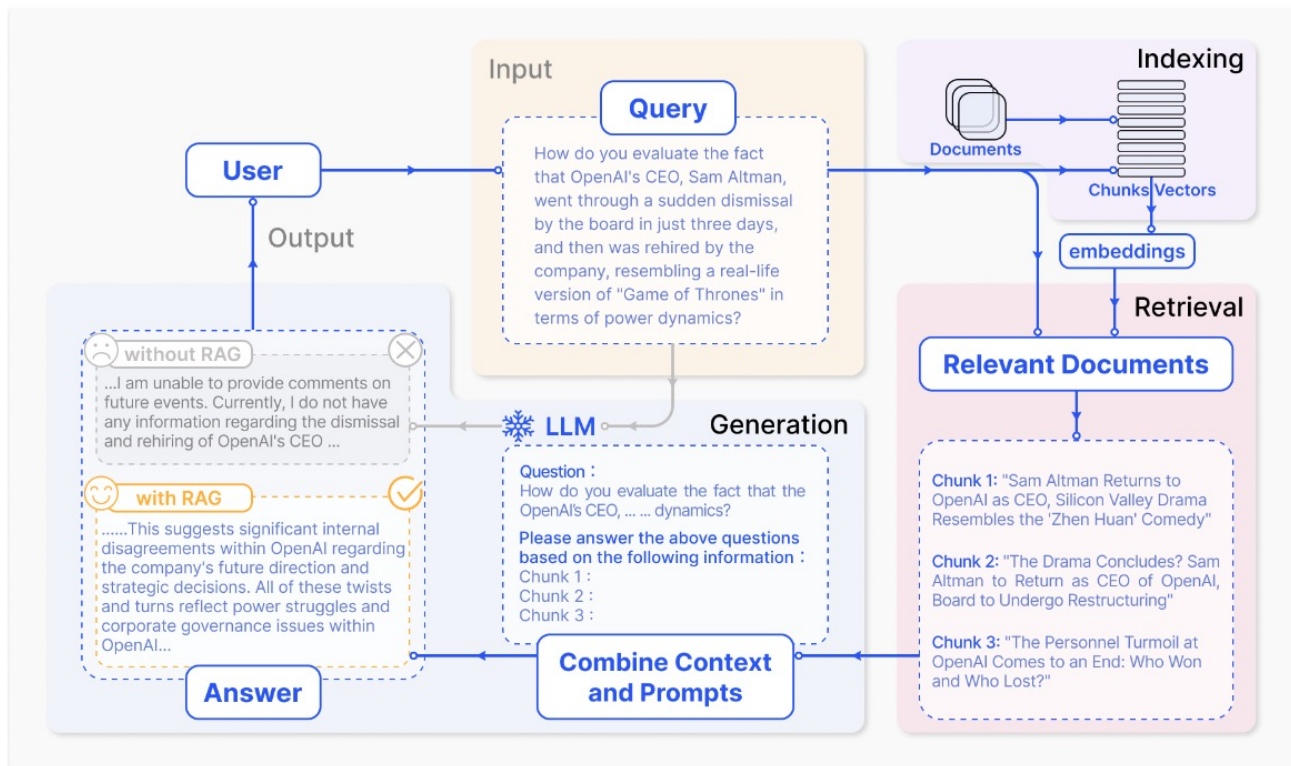 Input
Query
How do you evaluate the fact
that OpenAI's CEO, Sam Altman,
went through a sudden dismissal
by the board in just three days,
and then was rehired by the
company, resembling a real-life
version of "Game of Thrones" in
terms of power dynamics?
Indexing
Documents
Chunks Vectors
embeddings
User
Output
Retrieval
Relevant Documents
Chunk 1: "Sam Altman Returns to
OpenAI as CEO, Silicon Valley Drama
Resembles the 'Zhen Huan' Comedy"
Chunk 2: "The Drama Concludes? Sam
Altman to Return as CEO of OpenAI,
Board to Undergo Restructuring"
Chunk 3: "The Personnel Turmoil at
OpenAI Comes to an End: Who Won
and Who Lost?"
Generation
LLM
Question :
How do you evaluate the fact that the
OpenAI's CEO, ... ... dynamics?
Please answer the above questions
based on the following information :
Chunk 1 :
Chunk 2 :
Chunk 3 :
Combine Context
and Prompts
without RAG
...I am unable to provide comments on
future events. Currently, I do not have
any information regarding the dismissal
and rehiring of OpenAI's CEO ...
with RAG
......This suggests significant internal
disagreements within OpenAI regarding
the company's future direction and
strategic decisions. All of these twists
and turns reflect power struggles and
corporate governance issues within
OpenAI...
Answer